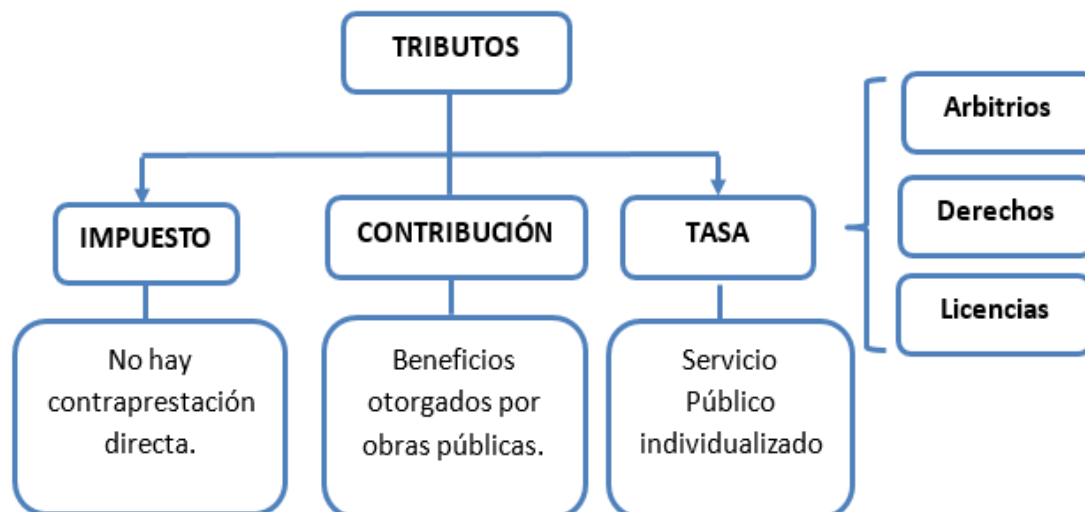 TRIBUTOS
IMPUESTO
CONTRIBUCIÓN
TASA
No hay
contraprestación
directa.
Beneficios
otorgados por
obras públicas.
Servicio
Público
individualizado
Arbitrios
Derechos
Licencias